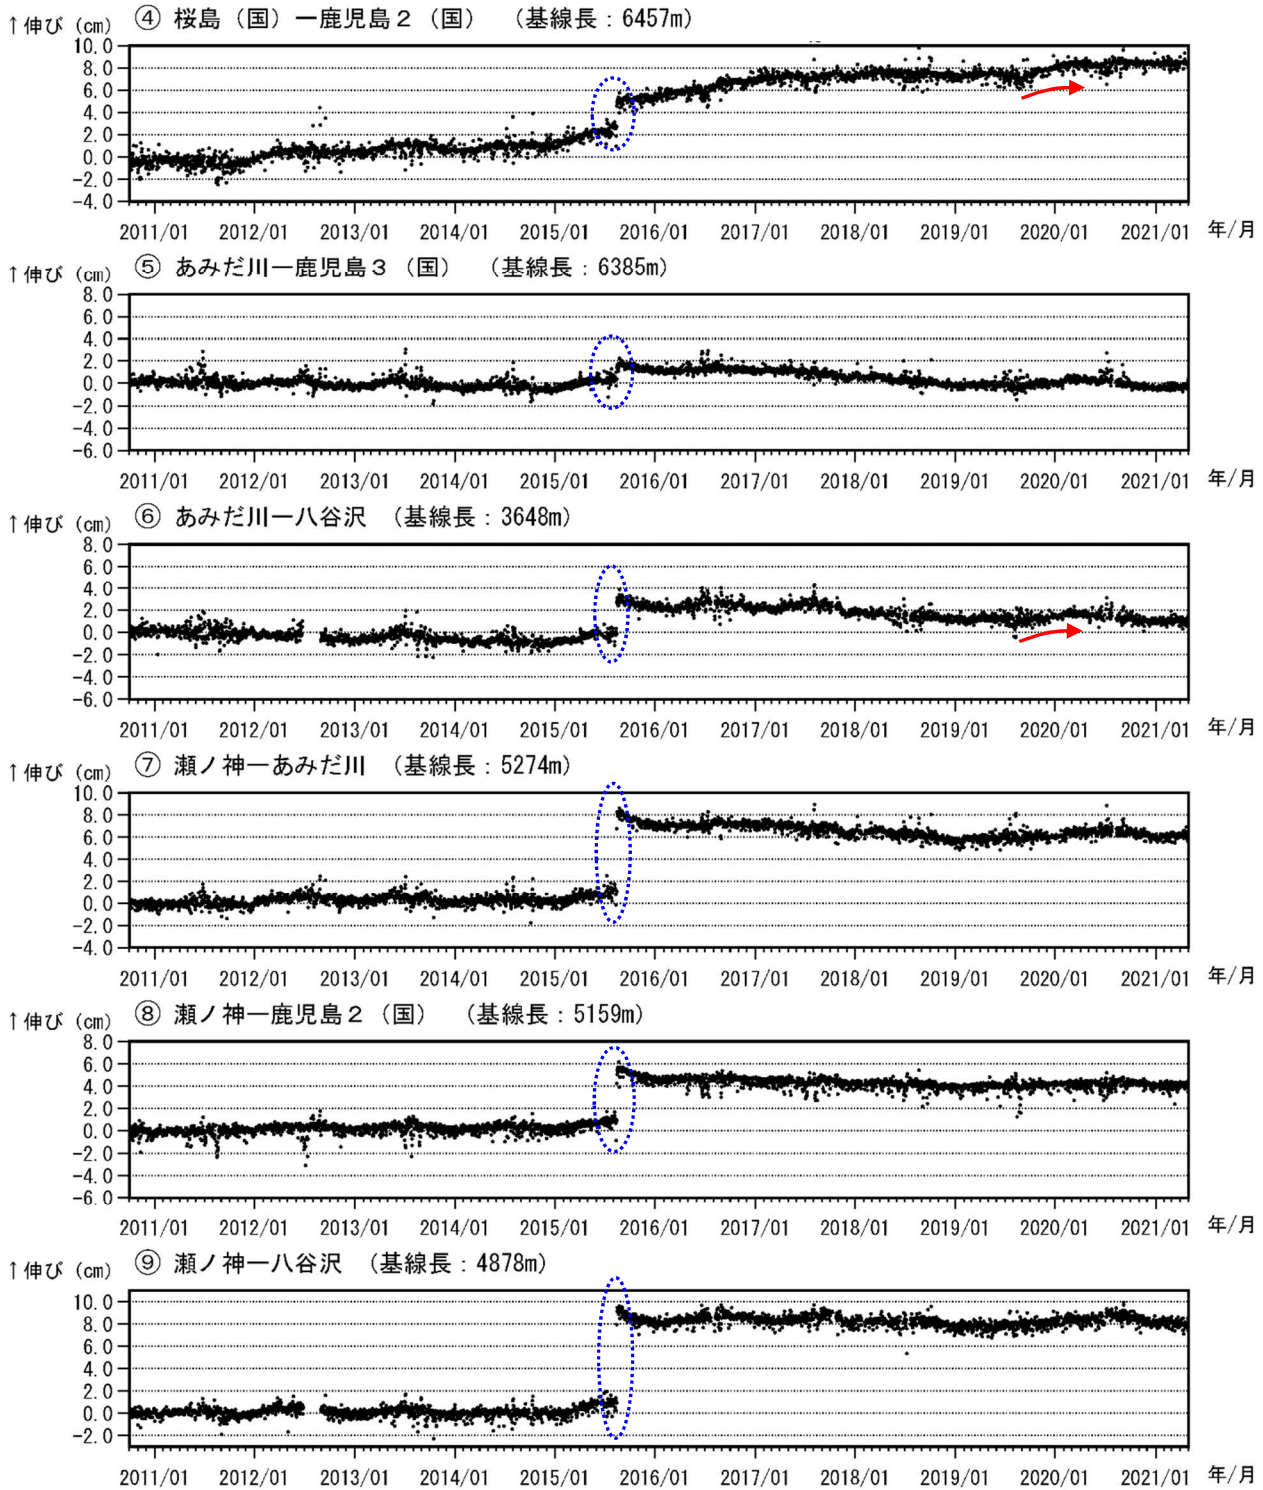 ④ 桜島（国）ー鹿児島２（国） （基線長：6457m）
↑伸び (cm)
10.0
8.0
6.0
4.0
2.0
0.0
-2.0
-4.0
2011/01 2012/01 2013/01 2014/01 2015/01 2016/01 2017/01 2018/01 2019/01 2020/01 2021/01 年/月
⑤ あみだ川ー鹿児島３（国） （基線長：6385m）
↑伸び (cm)
8.0
6.0
4.0
2.0
0.0
-2.0
-4.0
-6.0
2011/01 2012/01 2013/01 2014/01 2015/01 2016/01 2017/01 2018/01 2019/01 2020/01 2021/01 年/月
⑥ あみだ川ー八谷沢 （基線長：3648m）
↑伸び (cm)
8.0
6.0
4.0
2.0
0.0
-2.0
-4.0
-6.0
2011/01 2012/01 2013/01 2014/01 2015/01 2016/01 2017/01 2018/01 2019/01 2020/01 2021/01 年/月
⑦ 瀬ノ神ーあみだ川 （基線長：5274m）
↑伸び (cm)
10.0
8.0
6.0
4.0
2.0
0.0
-2.0
-4.0
2011/01 2012/01 2013/01 2014/01 2015/01 2016/01 2017/01 2018/01 2019/01 2020/01 2021/01 年/月
⑧ 瀬ノ神ー鹿児島２（国） （基線長：5159m）
↑伸び (cm)
8.0
6.0
4.0
2.0
0.0
-2.0
-4.0
-6.0
2011/01 2012/01 2013/01 2014/01 2015/01 2016/01 2017/01 2018/01 2019/01 2020/01 2021/01 年/月
⑨ 瀬ノ神ー八谷沢 （基線長：4878m）
↑伸び (cm)
10.0
8.0
6.0
4.0
2.0
0.0
-2.0
2011/01 2012/01 2013/01 2014/01 2015/01 2016/01 2017/01 2018/01 2019/01 2020/01 2021/01 年/月